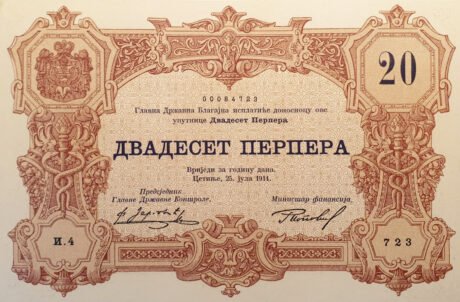 20
00084723
Главна Државна Благајна исплатиће доносиоцу ове
упутнице Двадесет Перпера
ДВАДЕСЕТ ПЕРПЕРА
Вриједи за годину дана.
Цетиње, 25. јула 1914.
Предсједник
Главне Државне Контроле,
Министар финансија,
И.4
723